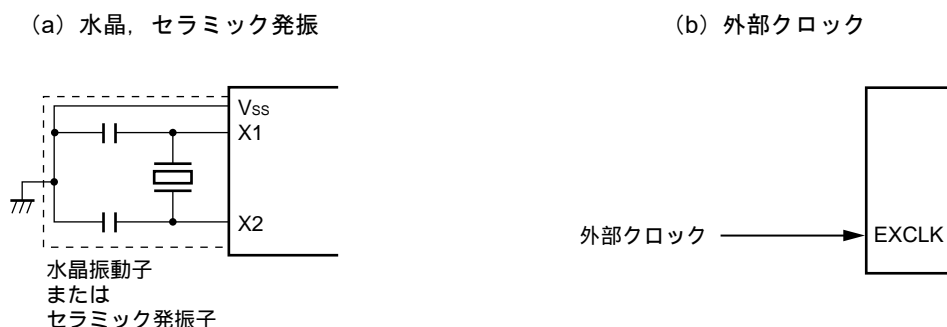 (a) 水晶,セラミック発振
(b) 外部クロック
VSS
X1
X2
水晶振動子
または
セラミック発振子
外部クロック
EXCLK